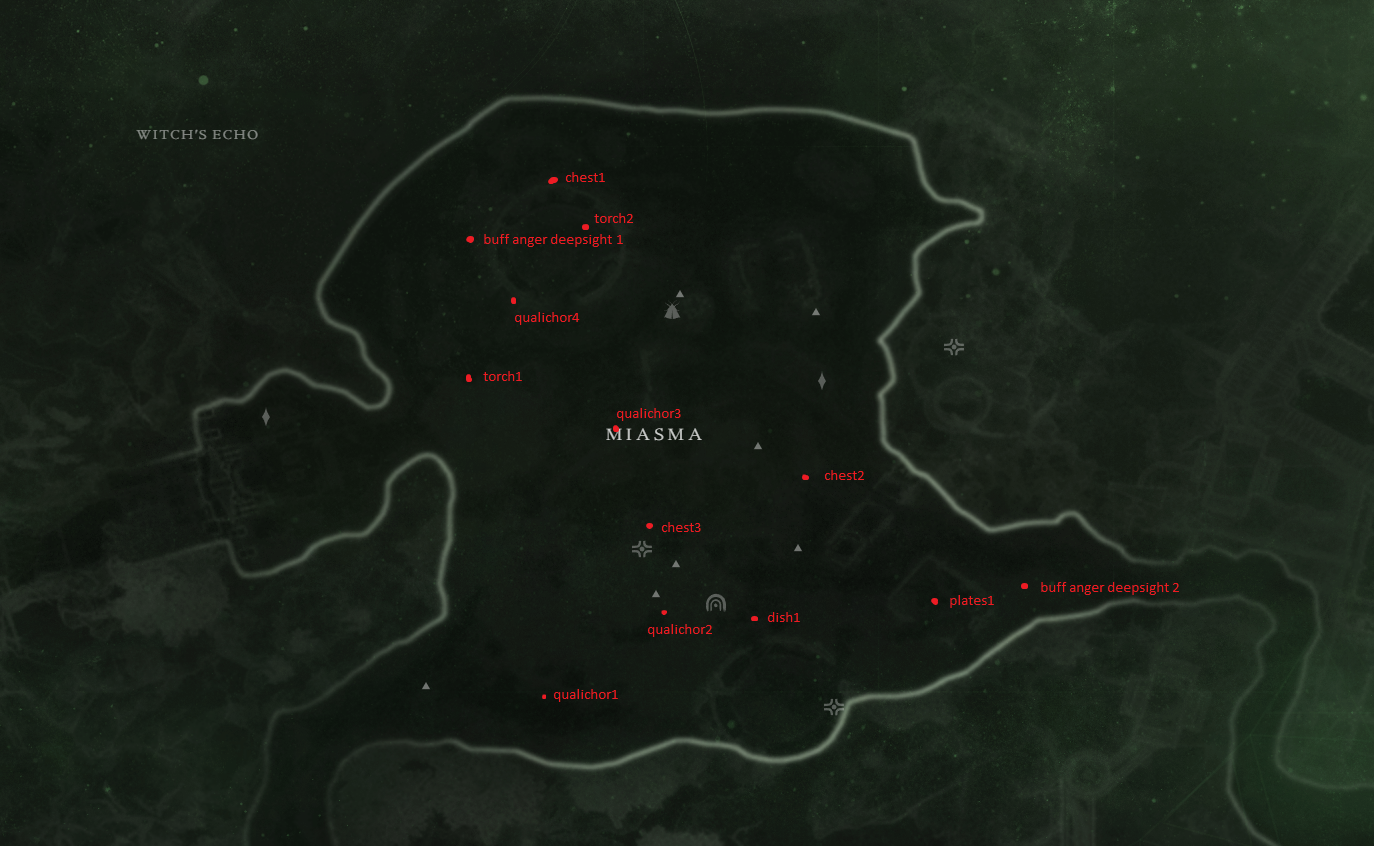 WITCH'S ECHO
chest1
torch2
buff anger deepsight 1
qualichor4
torch1
qualichor3
MIASMA
chest2
chest3
buff anger deepsight 2
plates1
dish1
qualichor2
qualichor1